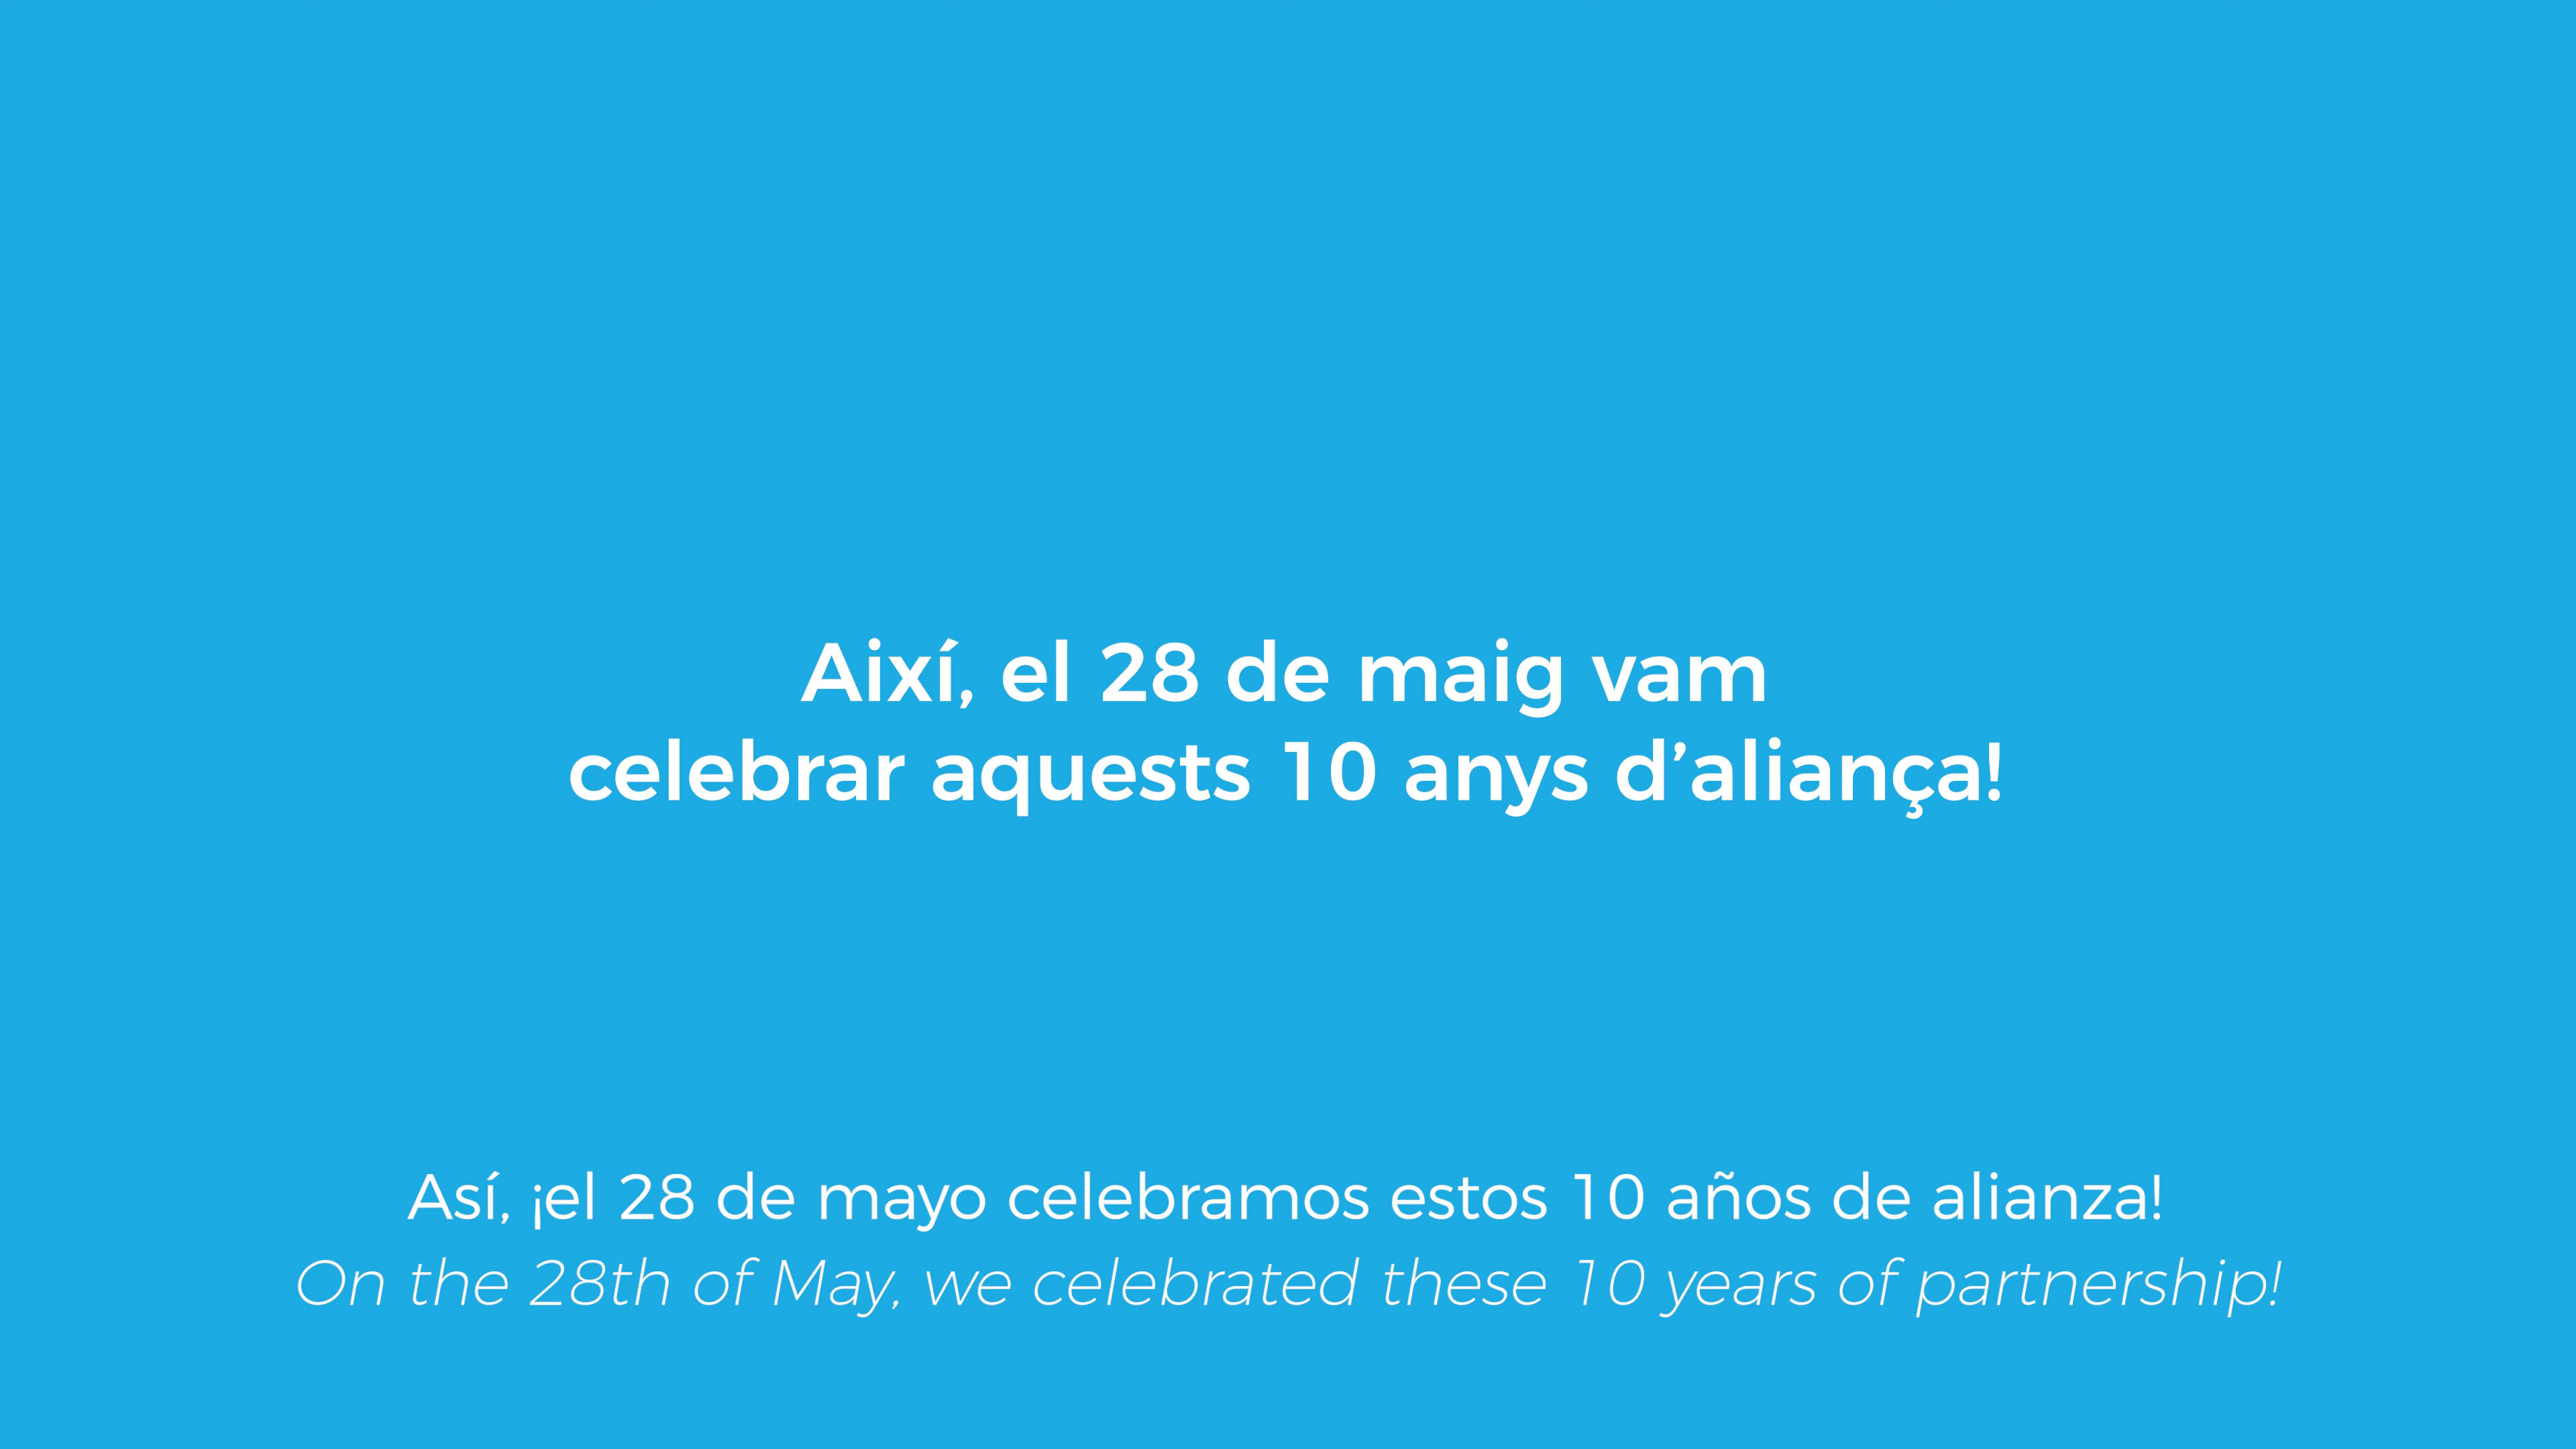 Així, el 28 de maig vam
celebrar aquests 10 anys d’aliança!
Así, ¡el 28 de mayo celebramos estos 10 años de alianza!
On the 28th of May, we celebrated these 10 years of partnership!